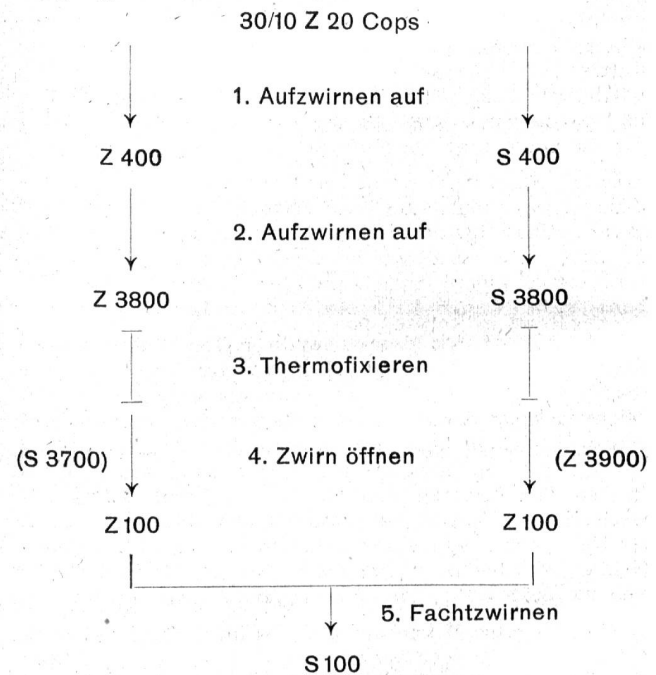 30/10 Z 20 Cops
1. Aufzwirnen auf
Z 400 S 400
2. Aufzwirnen auf
Z 3800 S 3800
3. Thermofixieren
(S 3700) 4. Zwirn öffnen (Z 3900)
Z 100 Z 100
5. Fachtzwirnen
S 100